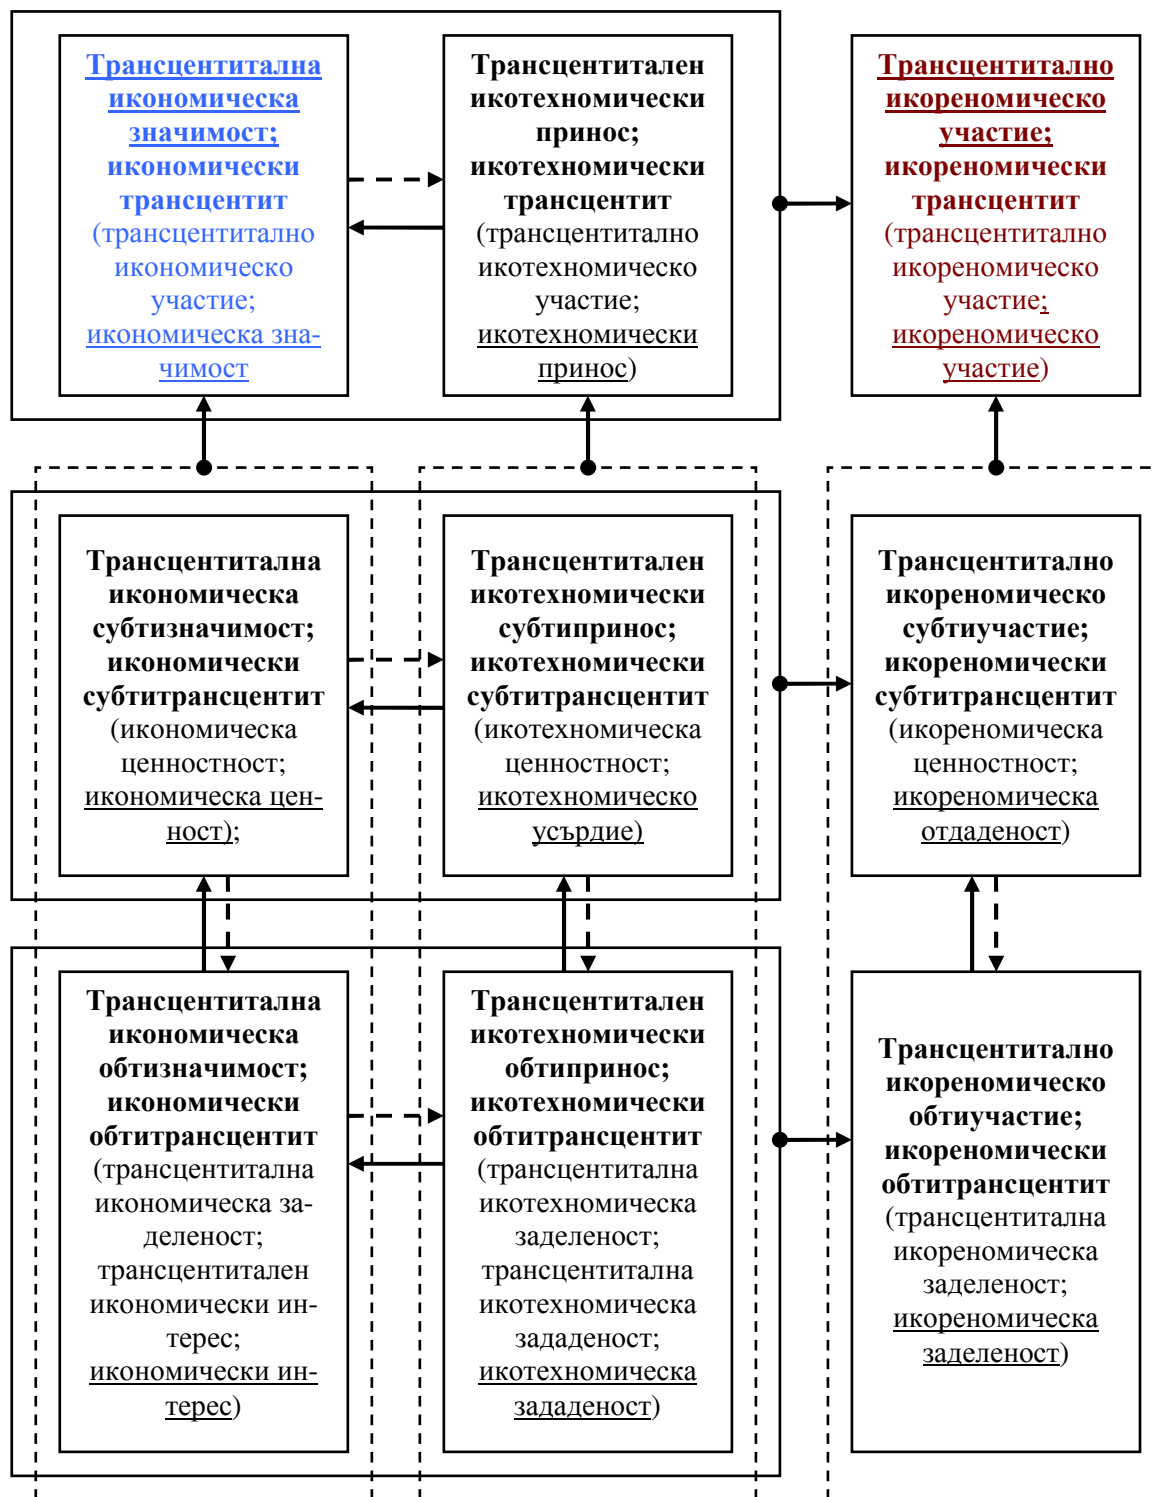 Трансцентитална
икономическа
значимост;
икономически
трансцентит
(трансцентитално
икономическо
участие;
икономическа зна-
чимост
Трансцентитален
икотехномически
принос;
икотехномически
трансцентит
(трансцентитално
икотехномическо
участие;
икотехномически
принос)
Трансцентитално
икореномическо
участие;
икореномически
трансцентит
(трансцентитално
икореномическо
участие;
икореномическо
участие)
Трансцентитална
икономическа
субтизначимост;
икономически
субтитрансцентит
(икономическа
ценностност;
икономическа цен-
ност);
Трансцентитален
икотехномически
субтипринос;
икотехномически
субтитрансцентит
(икотехномическа
ценностност;
икотехномическо
усърдие)
Трансцентитално
икореномическо
субтиучастие;
икореномически
субтитрансцентит
(икореномическа
ценностност;
икореномическа
отдаденост)
Трансцентитална
икономическа
обтизначимост;
икономически
обтитрансцентит
(трансцентитална
икономическа за-
деленост;
трансцентитален
икономически ин-
терес;
икономически ин-
терес)
Трансцентитален
икотехномически
обтипринос;
икотехномически
обтитрансцентит
(трансцентитална
икотехномическа
заделеност;
трансцентитална
икотехномическа
зададеност;
икотехномическа
зададеност)
Трансцентитално
икореномическо
обтиучастие;
икореномически
обтитрансцентит
(трансцентитална
икореномическа
заделеност;
икореномическа
заделеност)